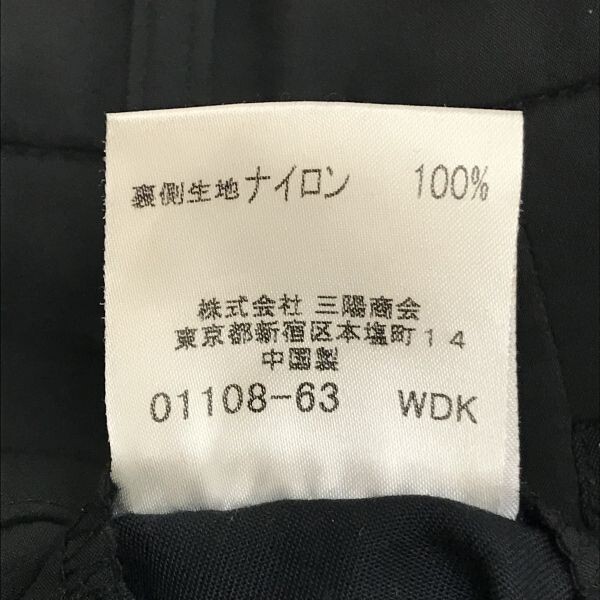 裏側生地ナイロン 100%
株式会社 三陽商会
東京都新宿区本塩町14
中国製
01108-63 WDK